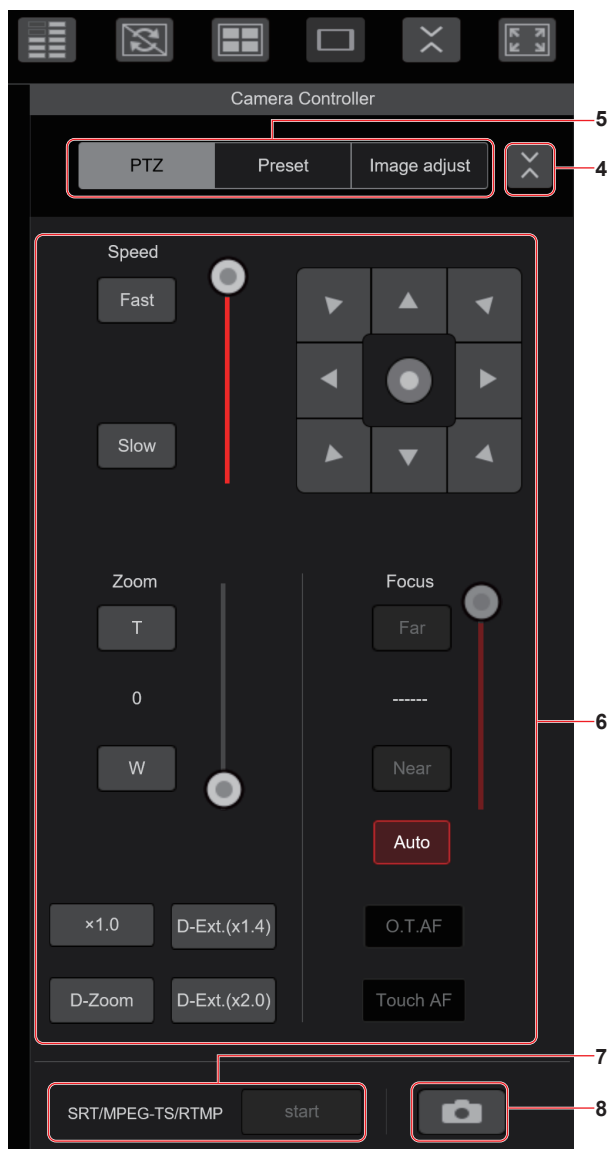 Camera Controller
5
PTZ Preset Image adjust
4
Speed
Fast
Slow
Zoom Focus
T Far
0 ------
6
W Near
Auto
×1.0 D-Ext.(x1.4) O.T.AF
D-Zoom D-Ext.(x2.0) Touch AF
7
SRT/MPEG-TS/RTMP start
8